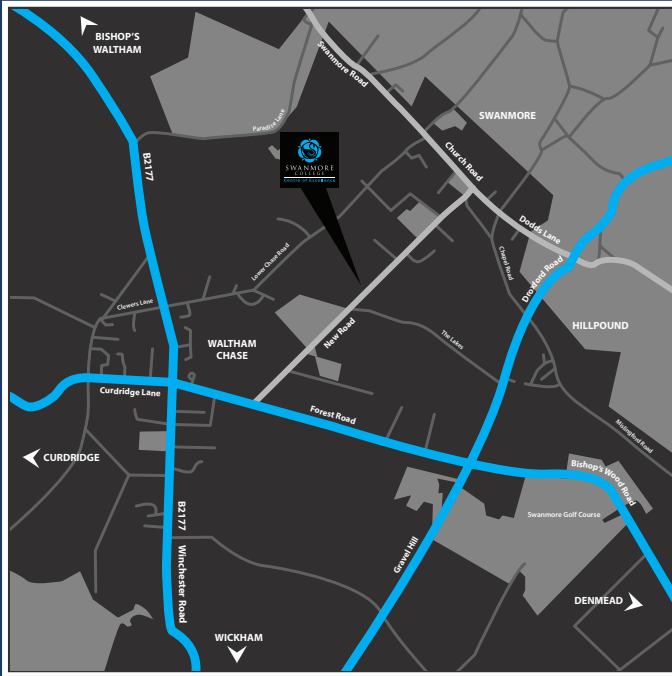 BISHOP'S
WALTHAM
Swanmore Road
SWANMORE
Paradise Lane
B2177
SWANMORE
COLLEGE
Church Road
Dodds Lane
Lower Chase Road
Chapel Road
Droxford Road
Clewers Lane
HILLPOUND
WALTHAM
CHASE
New Road
The Lakes
Curdridge Lane
Forest Road
Mislingford Road
CURDRIDGE
Bishop's Wood Road
B2177
Swanmore Golf Course
Gravel Hill
Winchester Road
DENMEAD
WICKHAM